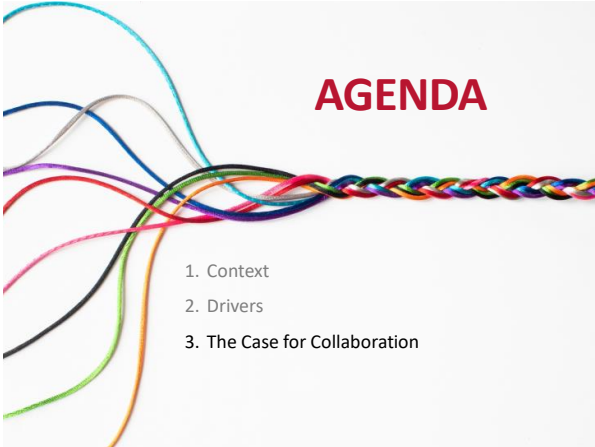 AGENDA
1. Context
2. Drivers
3. The Case for Collaboration